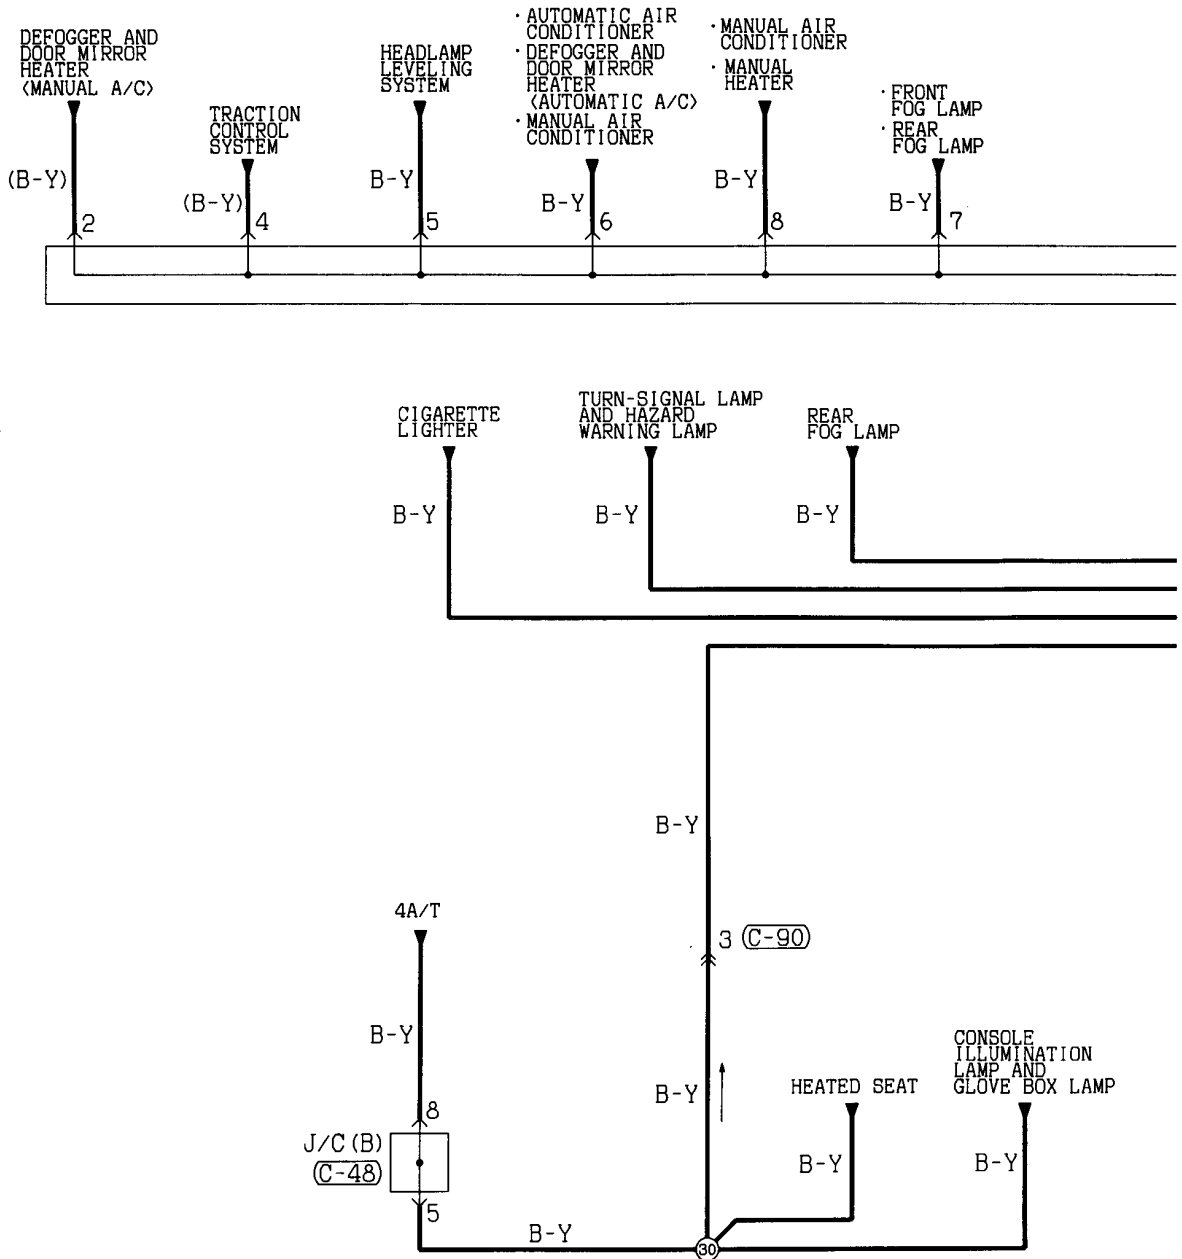 DEFOGGER AND
DOOR MIRROR
HEATER
<MANUAL A/C>
TRACTION
CONTROL
SYSTEM
HEADLAMP
LEVELING
SYSTEM
·AUTOMATIC AIR
CONDITIONER
·DEFOGGER AND
DOOR MIRROR
HEATER
<AUTOMATIC A/C>
·MANUAL AIR
CONDITIONER
·MANUAL AIR
CONDITIONER
·MANUAL
HEATER
·FRONT
FOG LAMP
·REAR
FOG LAMP
(B-Y)
(B-Y)
B-Y
B-Y
B-Y
B-Y
2
4
5
6
8
7
CIGARETTE
LIGHTER
TURN-SIGNAL LAMP
AND HAZARD
WARNING LAMP
REAR
FOG LAMP
B-Y
B-Y
B-Y
B-Y
4A/T
3 (C-90)
B-Y
B-Y
HEATED SEAT
CONSOLE
ILLUMINATION
LAMP AND
GLOVE BOX LAMP
8
J/C(B)
(C-48)
B-Y
B-Y
5
B-Y
30